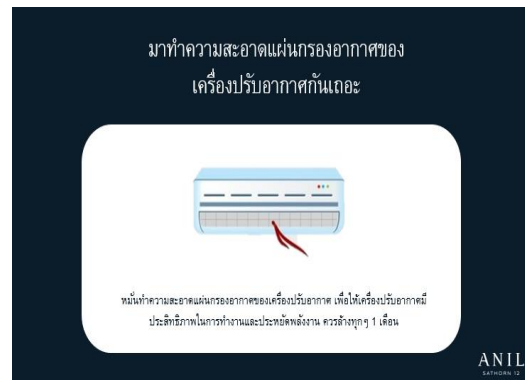 มาทำความสะอาดแผ่นกรองอากาศของ
เครื่องปรับอากาศกันเถอะ
หมั่นทำความสะอาดแผ่นกรองอากาศของเครื่องปรับอากาศ เพื่อให้เครื่องปรับอากาศมี
ประสิทธิภาพในการทำงานและประหยัดพลังงาน ควรล้างทุกๆ 1 เดือน
ANIL
SATHORN 12